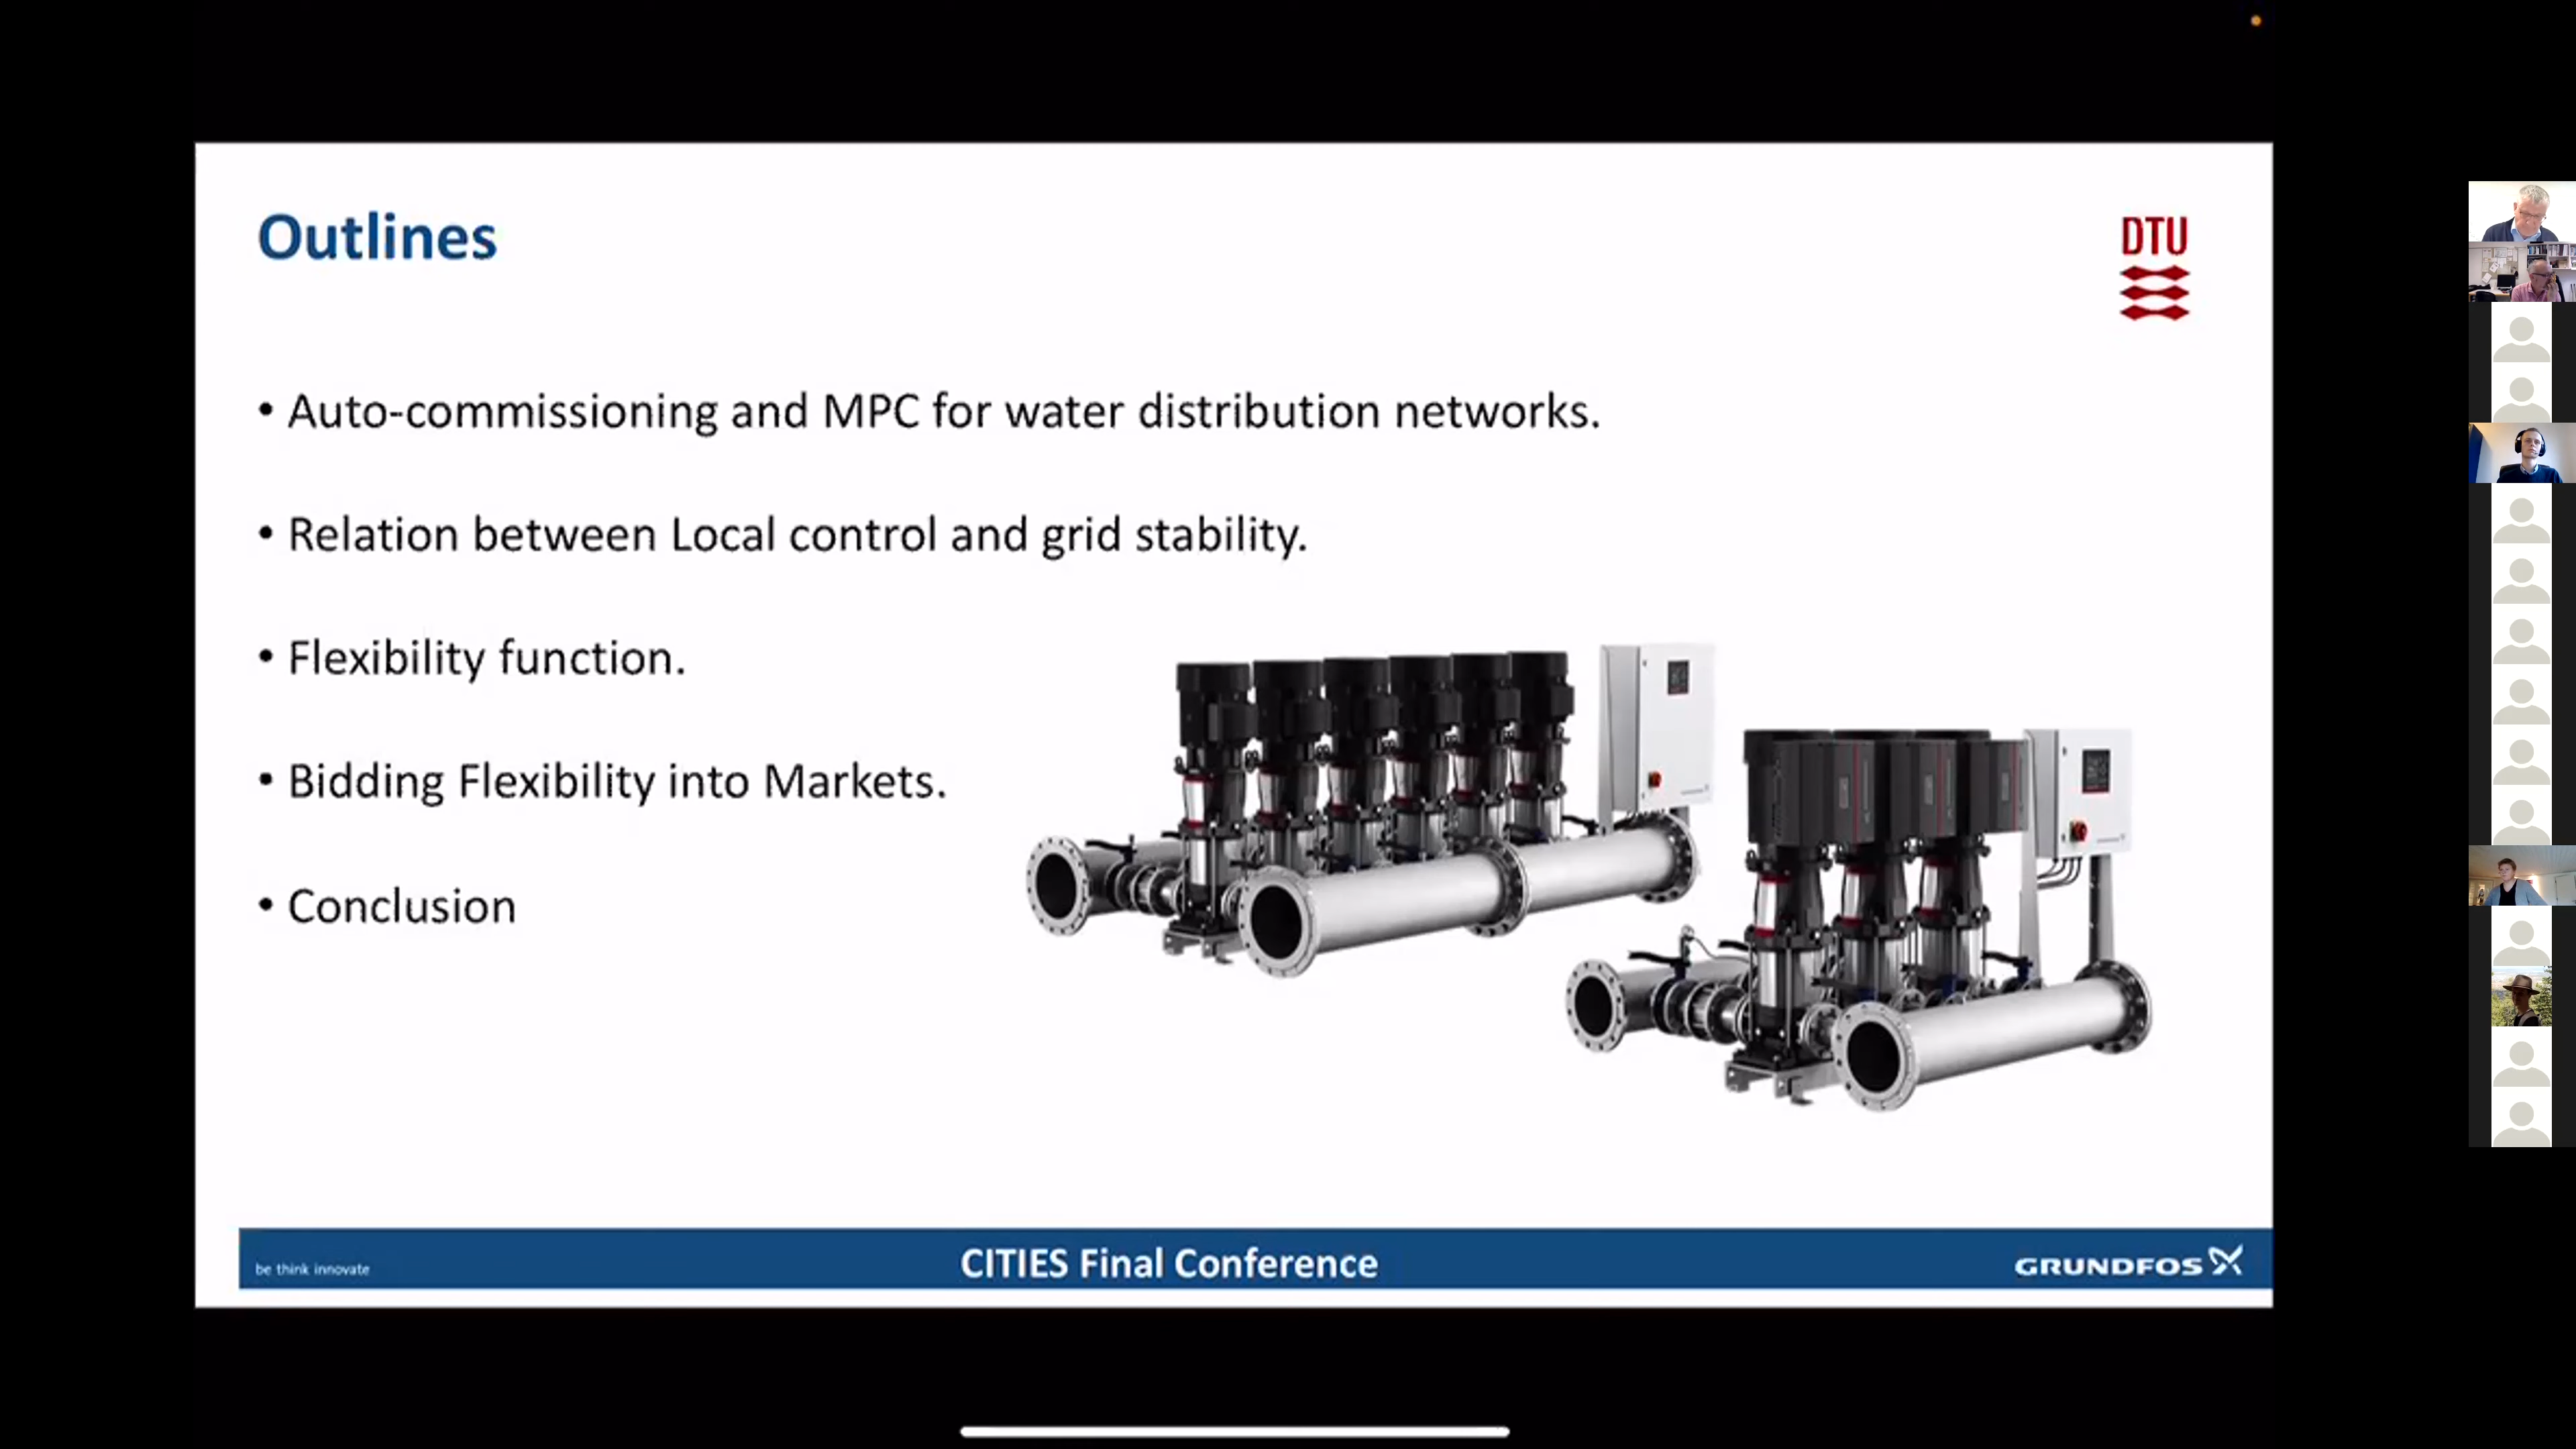 Outlines
DTU
• Auto-commissioning and MPC for water distribution networks.
• Relation between Local control and grid stability.
• Flexibility function.
• Bidding Flexibility into Markets.
• Conclusion
be think innovate
CITIES Final Conference
GRUNDFOS